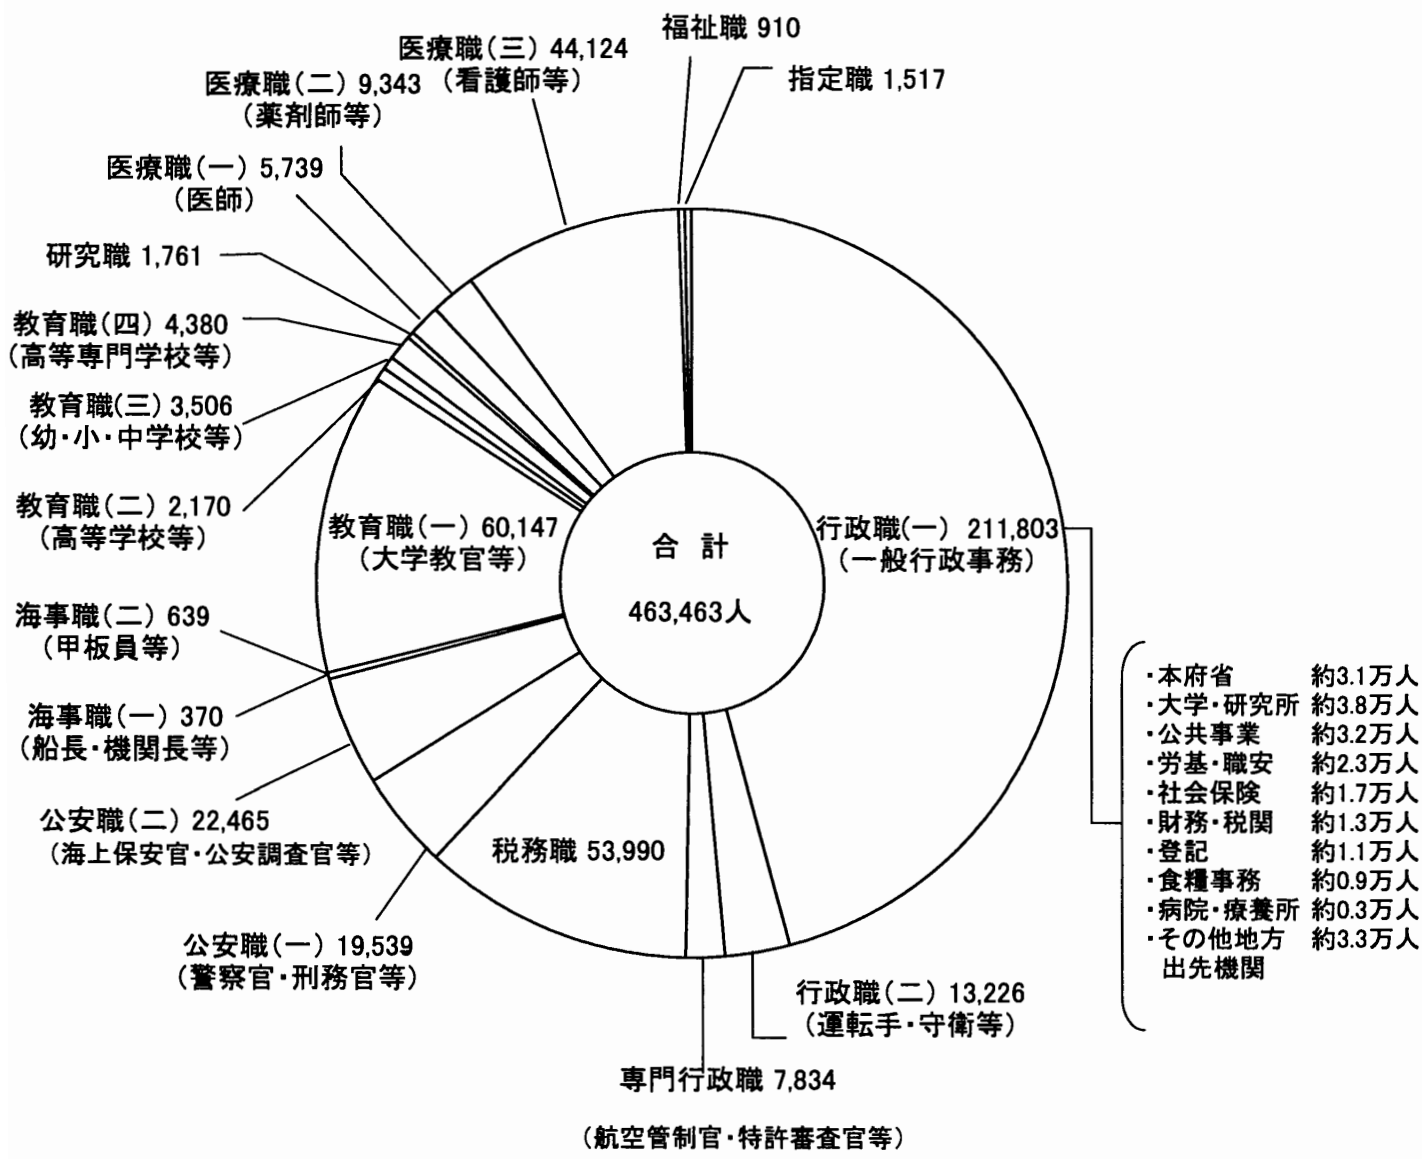 福祉職 910
指定職 1,517
医療職(三) 44,124
(看護師等)
医療職(二) 9,343
(薬剤師等)
医療職(一) 5,739
(医師)
研究職 1,761
教育職(四) 4,380
(高等専門学校等)
教育職(三) 3,506
(幼・小・中学校等)
教育職(二) 2,170
(高等学校等)
教育職(一) 60,147
(大学教官等)
合 計
463,463人
行政職(一) 211,803
(一般行政事務)
海事職(二) 639
(甲板員等)
海事職(一) 370
(船長・機関長等)
公安職(二) 22,465
(海上保安官・公安調査官等)
税務職 53,990
公安職(一) 19,539
(警察官・刑務官等)
行政職(二) 13,226
(運転手・守衛等)
専門行政職 7,834
(航空管制官・特許審査官等)
・本府省 約3.1万人
・大学・研究所 約3.8万人
・公共事業 約3.2万人
・労基・職安 約2.3万人
・社会保険 約1.7万人
・財務・税関 約1.3万人
・登記 約1.1万人
・食糧事務 約0.9万人
・病院・療養所 約0.3万人
・その他地方 約3.3万人
出先機関